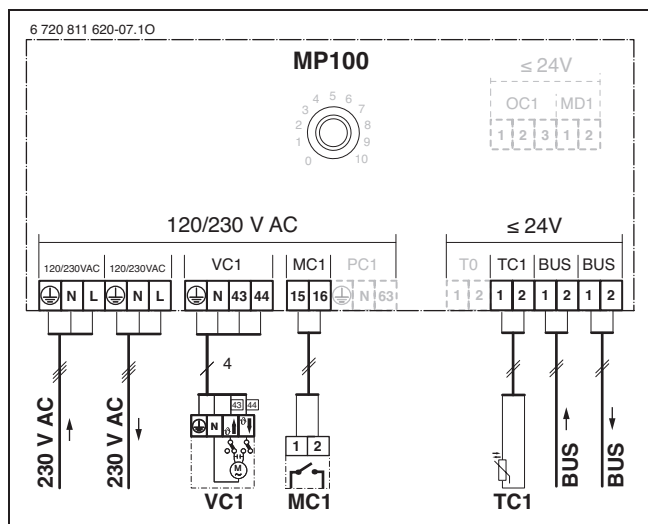 6 720 811 620-07.1O
MP100
≤ 24V
OC1 MD1
1 2 3 1 2
0 1 2 3 4 5 6 7 8 9 10
120/230 V AC
≤ 24V
120/230VAC 120/230VAC VC1 MC1 PC1 T0 TC1 BUS BUS
N L N L N 43 44 15 16 N 63 1 2 1 2 1 2 1 2
4
43 44
N
M
~
1 2
230 V AC
230 V AC
VC1
MC1
TC1
BUS
BUS